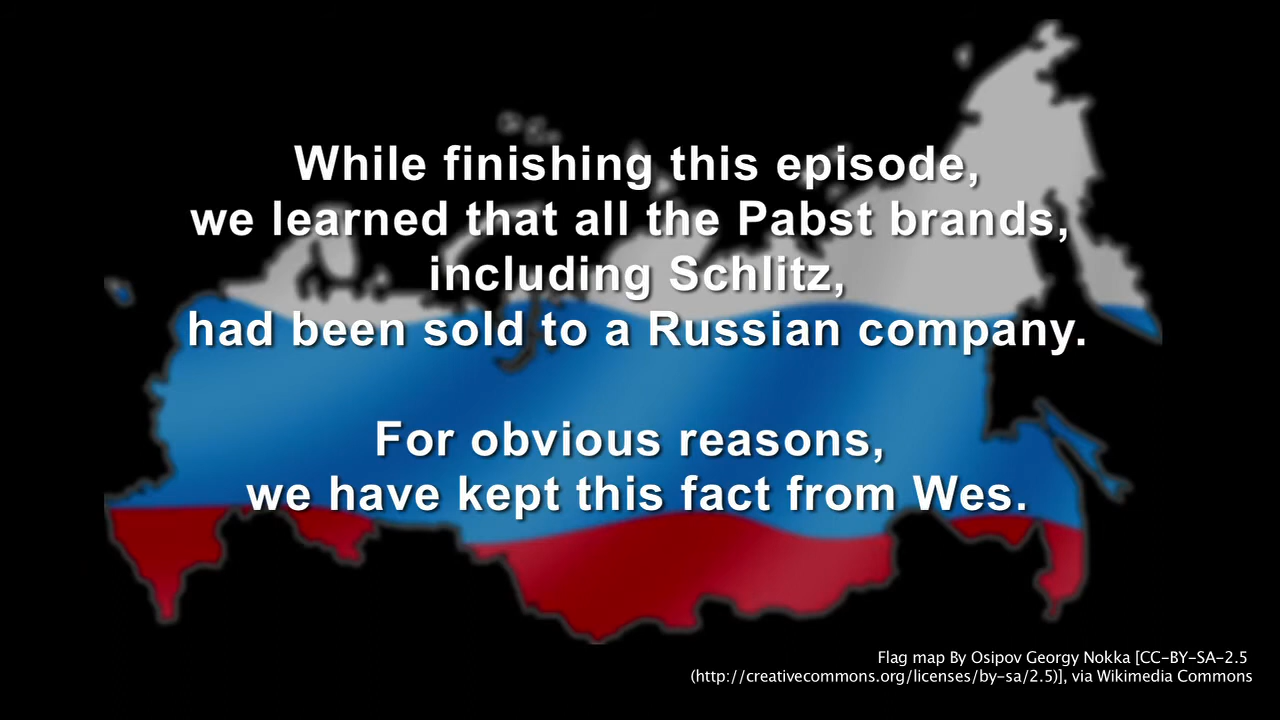 While finishing this episode,
we learned that all the Pabst brands,
including Schlitz,
had been sold to a Russian company.
For obvious reasons,
we have kept this fact from Wes.
Flag map By Osipov Georgy Nokka [CC-BY-SA-2.5
(http://creativecommons.org/licenses/by-sa/2.5)], via Wikimedia Commons